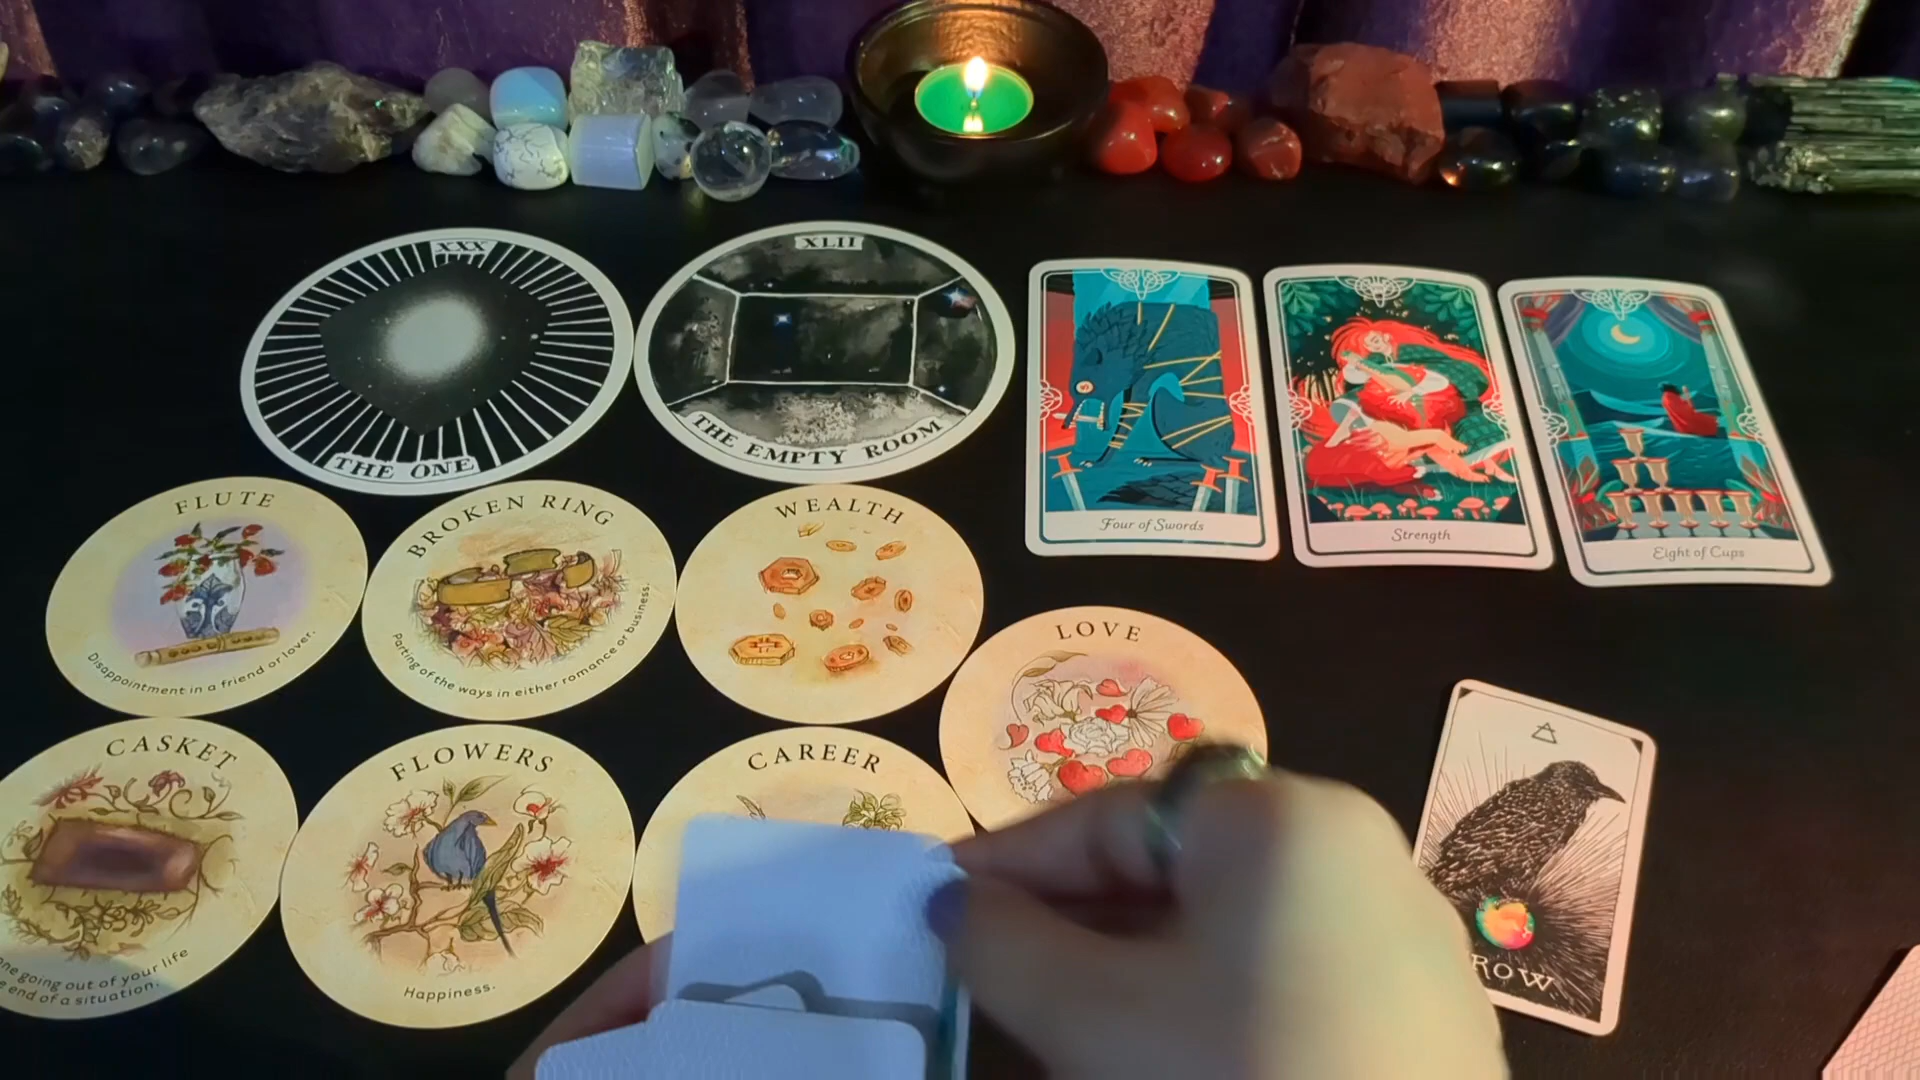 XXX
THE ONE
XLII
THE EMPTY ROOM
Four of Swords
Strength
Eight of Cups
FLUTE
Disappointment in a friend or lover.
BROKEN RING
Parting of the ways in either romance or business.
WEALTH
LOVE
CASKET
going out of your life
end of a situation.
FLOWERS
Happiness.
CAREER
ROW